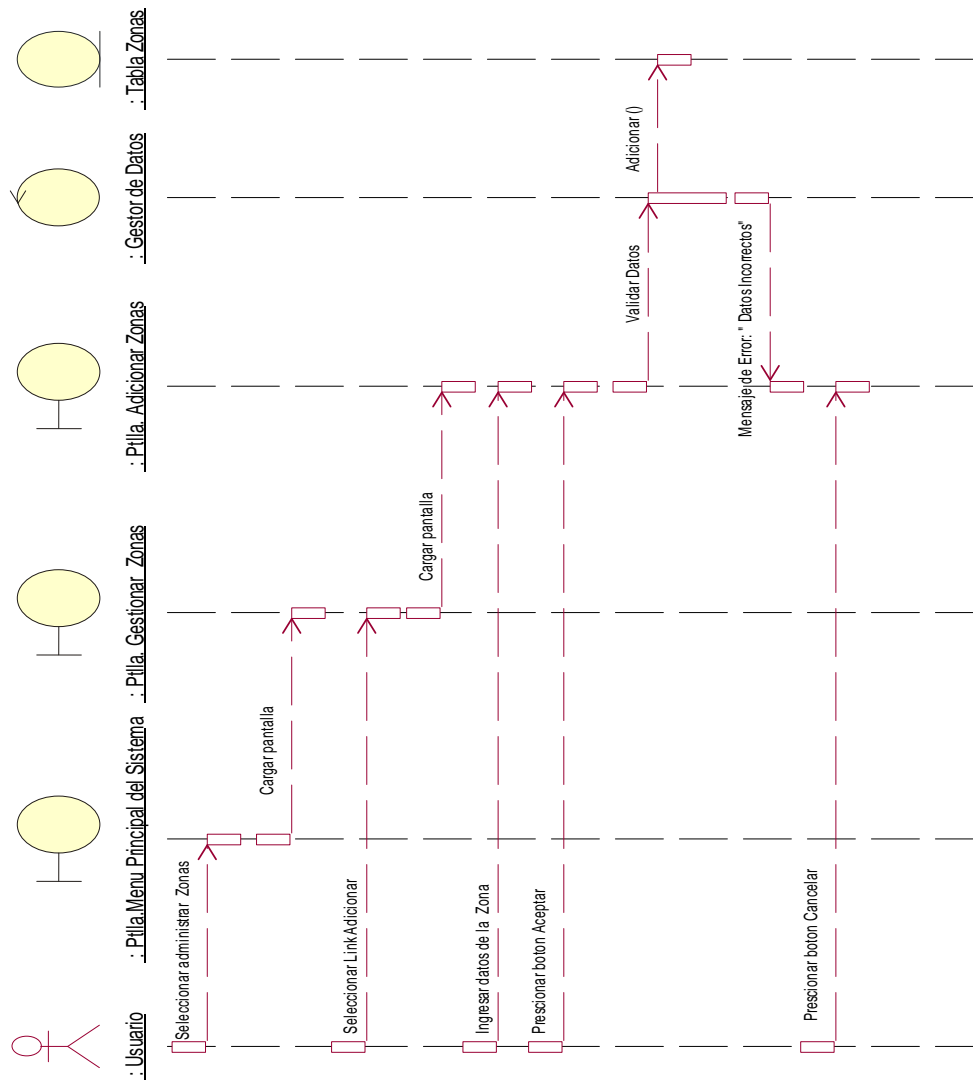 : Usuario
: Ptlla.Menu Principal del Sistema
: Ptlla. Gestionar Zonas
: Ptlla. Adicionar Zonas
: Gestor de Datos
: Tabla Zonas
Seleccionar administrar Zonas
Cargar pantalla
Seleccionar Link Adicionar
Cargar pantalla
Ingresar datos de la Zona
Prescionar boton Aceptar
Validar Datos
Adicionar ()
Mensaje de Error: " Datos Incorrectos"
Prescionar boton Cancelar